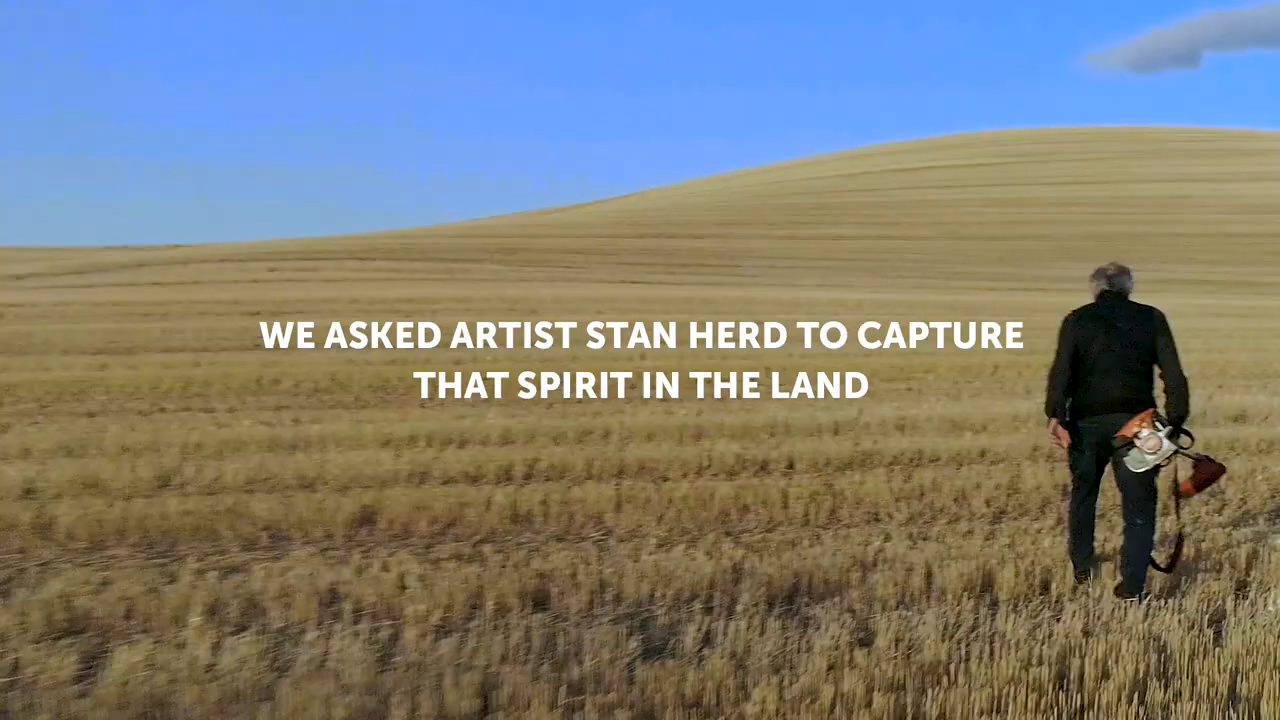 WE ASKED ARTIST STAN HERD TO CAPTURE
THAT SPIRIT IN THE LAND